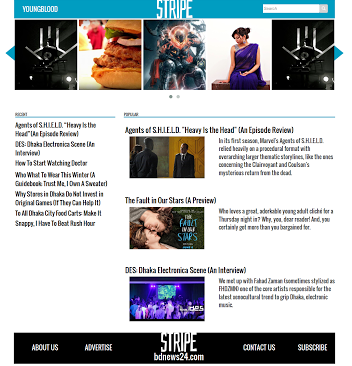 YOUNGBLOOD
STRIPE
RECENT
Agents of S.H.I.E.L.D. "Heavy Is the
Head" (An Episode Review)
DES: Dhaka Electronica Scene (An
Interview)
How To Start Watching Doctor
Who What To Wear This Winter (A
Guidebook: Trust Me, I Own A Sweater)
Why Stores in Dhaka Do Not Invest in
Original Games (If They Can Help It)
To All Dhaka City Food Carts: Make It
Snappy, I Have To Beat Rush Hour
POPULAR
Agents of S.H.I.E.L.D. "Heavy Is the Head" (An Episode Review)
In its first season, Marvel's Agents of S.H.I.E.L.D.
relied heavily on a procedural format with
overarching larger thematic storylines, like the ones
concerning the Clairvoyant and Coulson's
mysterious return from the dead.
The Fault in Our Stars (A Preview)
THE FAULT IN OUR STARS
Who loves a great, adorkable young adult cliché for a
Thursday night in? Why, you, dear reader! And, you
certainly get more than you bargained for.
DES: Dhaka Electronica Scene (An Interview)
We met up with Fahad Zaman (sometimes stylized as
FHDZMN) one of the core artists responsible for the
latest sonocultural trend to grip Dhaka, electronic
music.
ABOUT US
ADVERTISE
STRIPE
bdnews24.com
CONTACT US
SUBSCRIBE